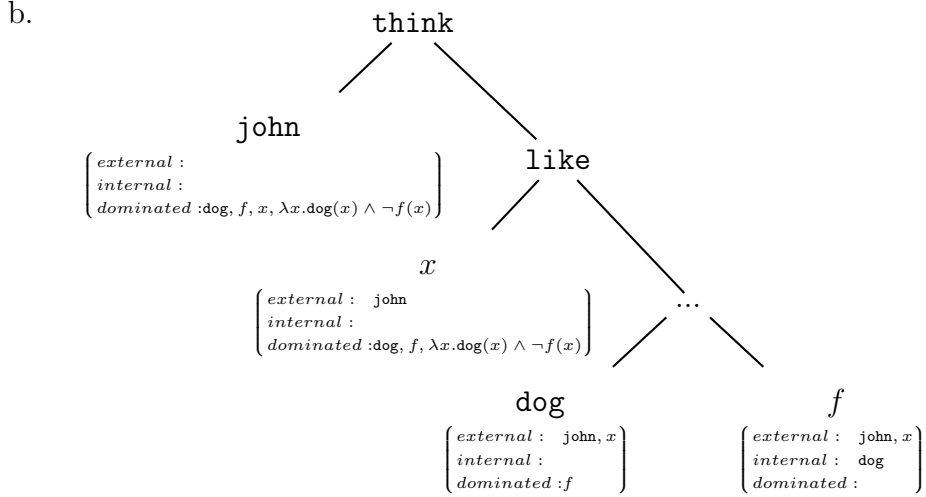 b.
think
john
external :
internal :
dominated :dog, f, x, λx.dog(x) ∧ ¬f(x)
like
x
external : john
internal :
dominated :dog, f, λx.dog(x) ∧ ¬f(x)
...
dog
external : john, x
internal :
dominated :f
f
external : john, x
internal : dog
dominated :